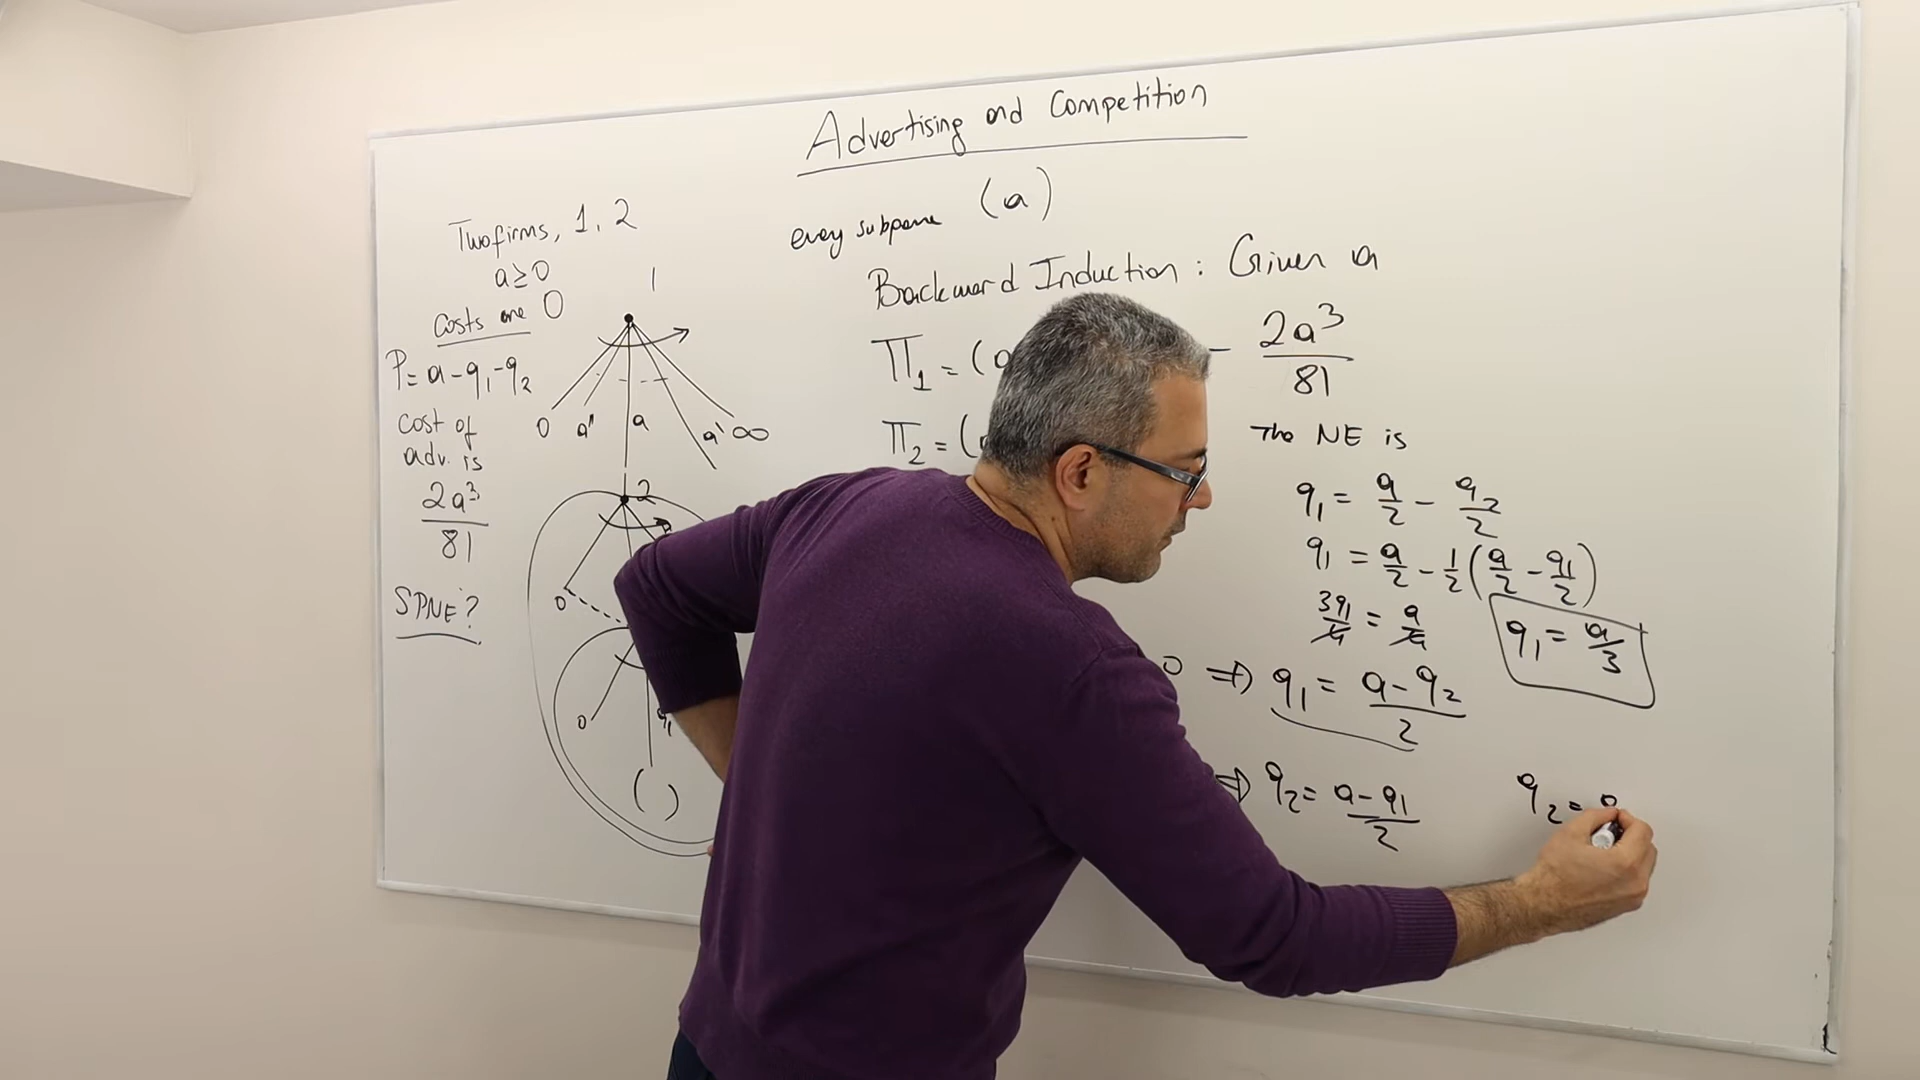 Advertising and Competition
Two firms, 1, 2
a≥0
Costs are 0
P= a-q₁-q₂
Cost of
adv. is
2a³
81
SPNE?
1
0 a" a a' ∞
2
0
0 q₁
( )
every subgame (a)
Backward Induction: Given a
Π₁ = (a - 2a³/81
Π₂ = (
The NE is
q₁ = a/2 - q₂/2
q₁ = a/2 - 1/2 (a/2 - q₁/2)
3q₁/4 = a/4
q₁ = a/3
0 ⇒ q₁ = a-q₂/2
⇒ q₂ = a-q₁/2
q₂ = a